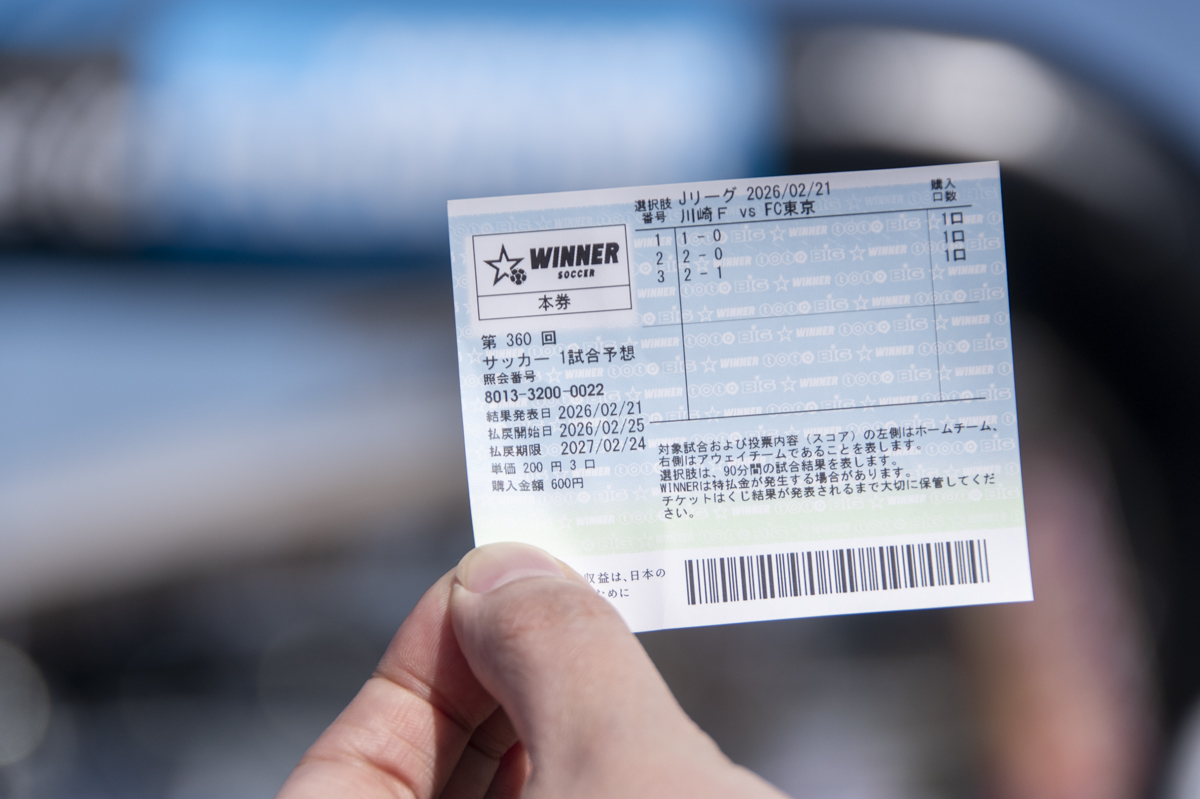 WINNER
SOCCER
本券
第 360 回
サッカー 1試合予想
照会番号
8013-3200-0022
結果発表日 2026/02/21
払戻開始日 2026/02/25
払戻期限 2027/02/24
単価 200 円 3 口
購入金額 600円
選択肢 Jリーグ 2026/02/21 購入
番号 川崎F vs FC東京 口数
1 1 - 0 1口
2 2 - 0 1口
3 2 - 1 1口
対象試合および投票内容（スコア）の左側はホームチーム、
右側はアウェイチームであることを表します。
選択肢は、90分間の試合結果を表します。
WINNERは特払金が発生する場合があります。
チケットはくじ結果が発表されるまで大切に保管してくだ
さい。
収益は、日本の
ために